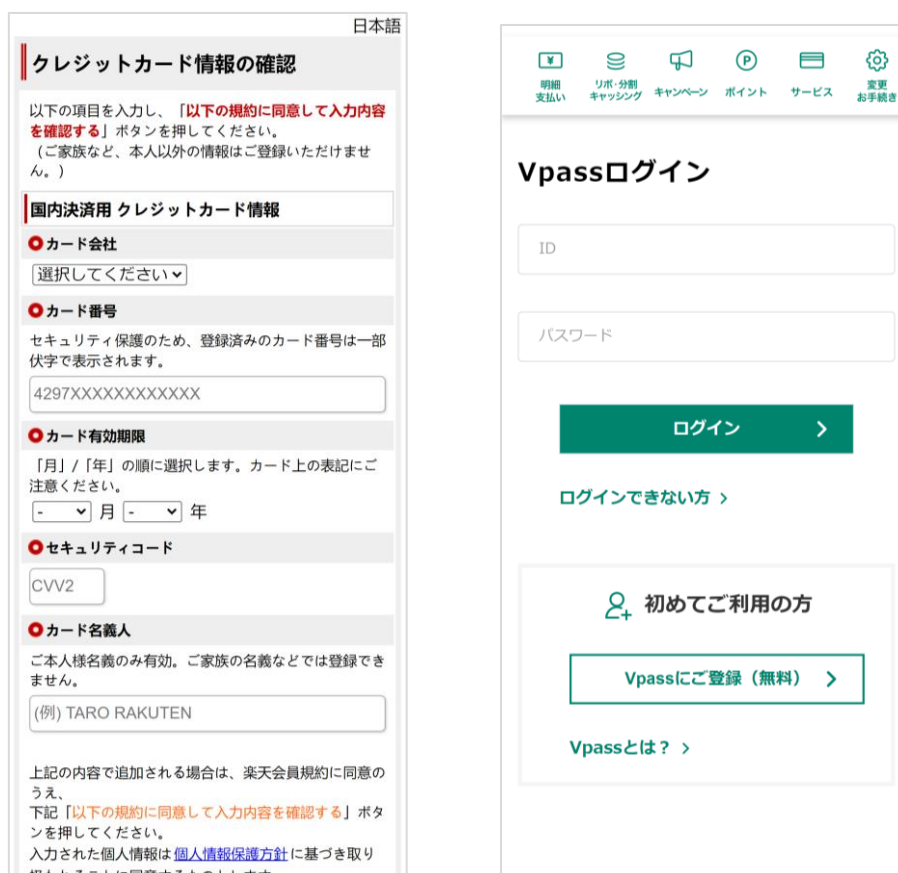 日本語
クレジットカード情報の確認
以下の項目を入力し、「以下の規約に同意して入力内容
を確認する」ボタンを押してください。
(ご家族など、本人以外の情報はご登録いただけませ
ん。)
国内決済用 クレジットカード情報
カード会社
選択してください
カード番号
セキュリティ保護のため、登録済みのカード番号は一部
伏字で表示されます。
4297XXXXXXXXXXXX
カード有効期限
「月」/「年」の順に選択します。カード上の表記にご
注意ください。
- 月 - 年
セキュリティコード
CVV2
カード名義人
ご本人様名義のみ有効。ご家族の名義などでは登録でき
ません。
(例) TARO RAKUTEN
上記の内容で追加される場合は、楽天会員規約に同意の
うえ、
下記「以下の規約に同意して入力内容を確認する」ボタ
ンを押してください。
入力された個人情報は個人情報保護方針に基づき取り
明細 支払い
リボ・分割 キャッシング
キャンペーン
P
ポイント
サービス
変更 お手続き
Vpassログイン
ID
パスワード
ログイン
ログインできない方
初めてご利用の方
Vpassにご登録（無料）
Vpassとは？